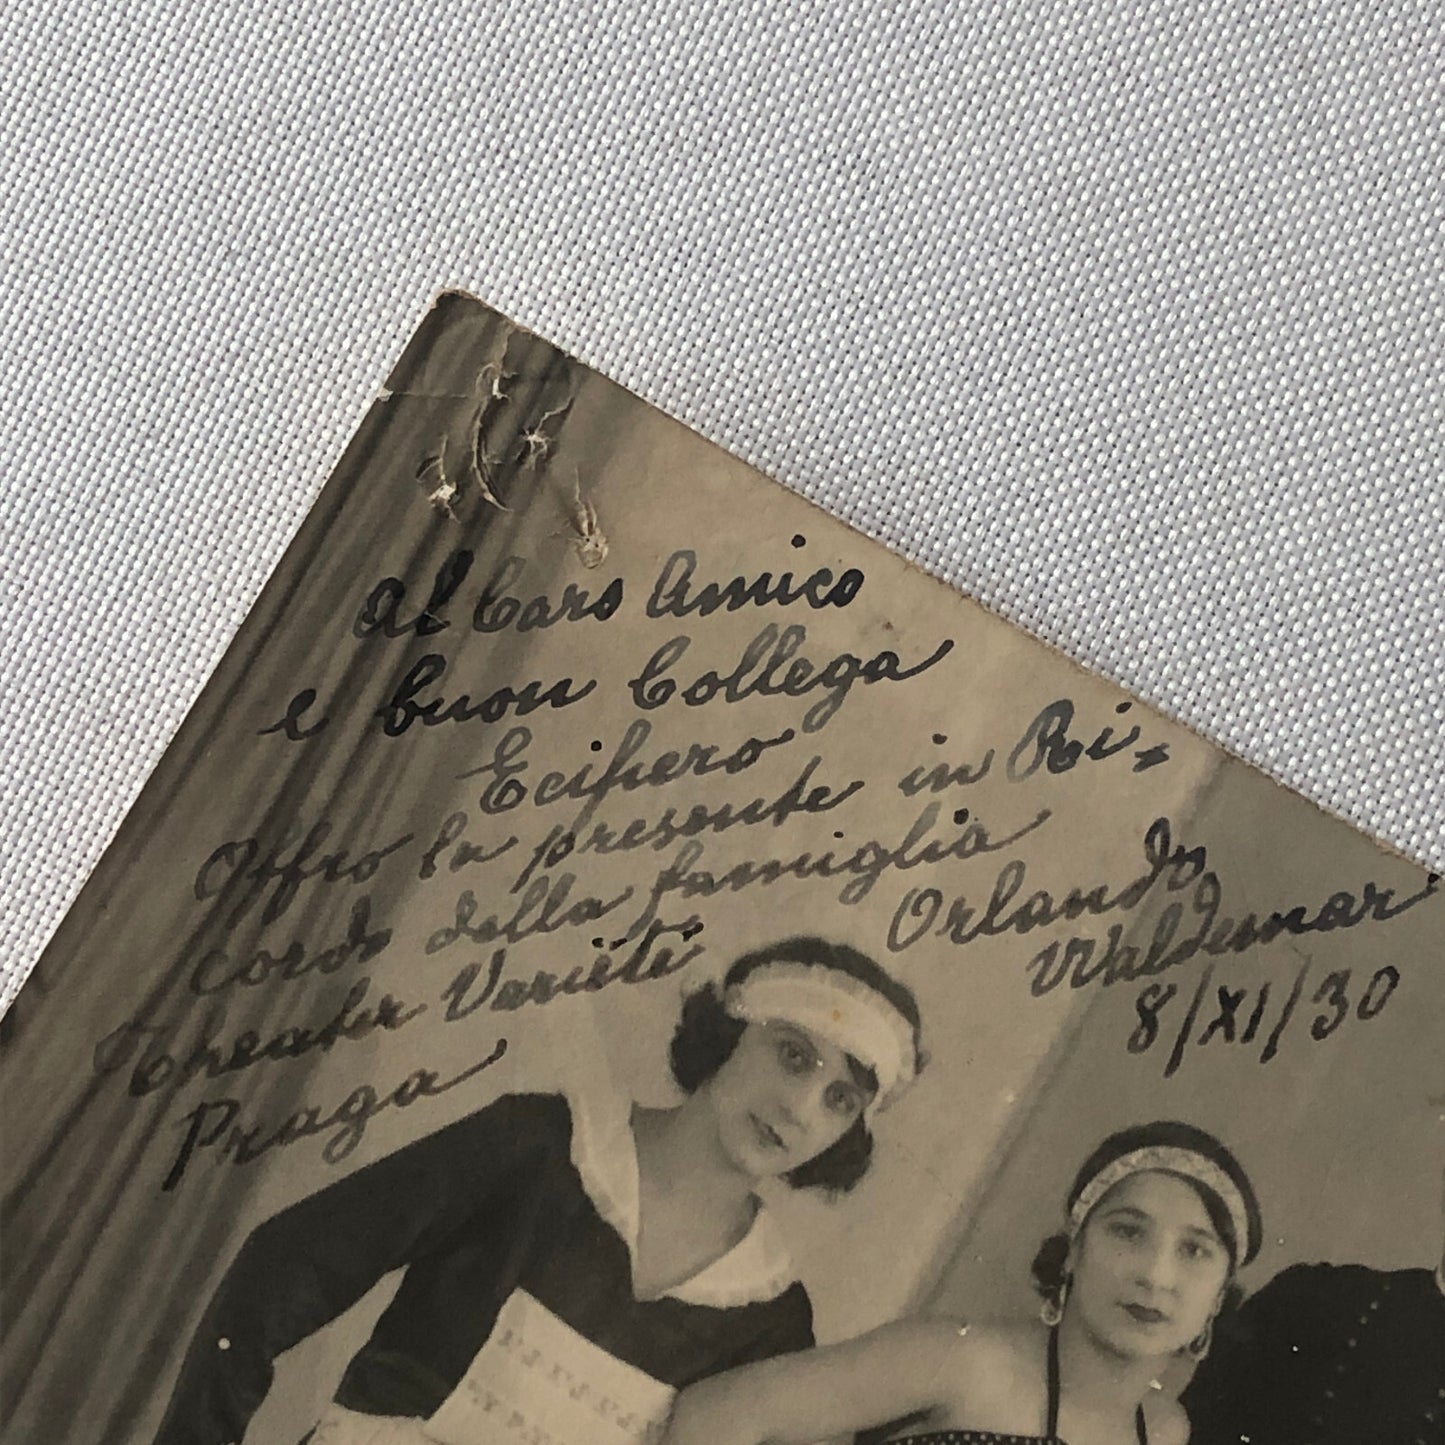 Al Caro Amico
e buon Collega
Ecifero
Offro la presente in Ri=
cordo della famiglia
Orlando
Waldemar
Theater Varieté
Praga
8/XI/30